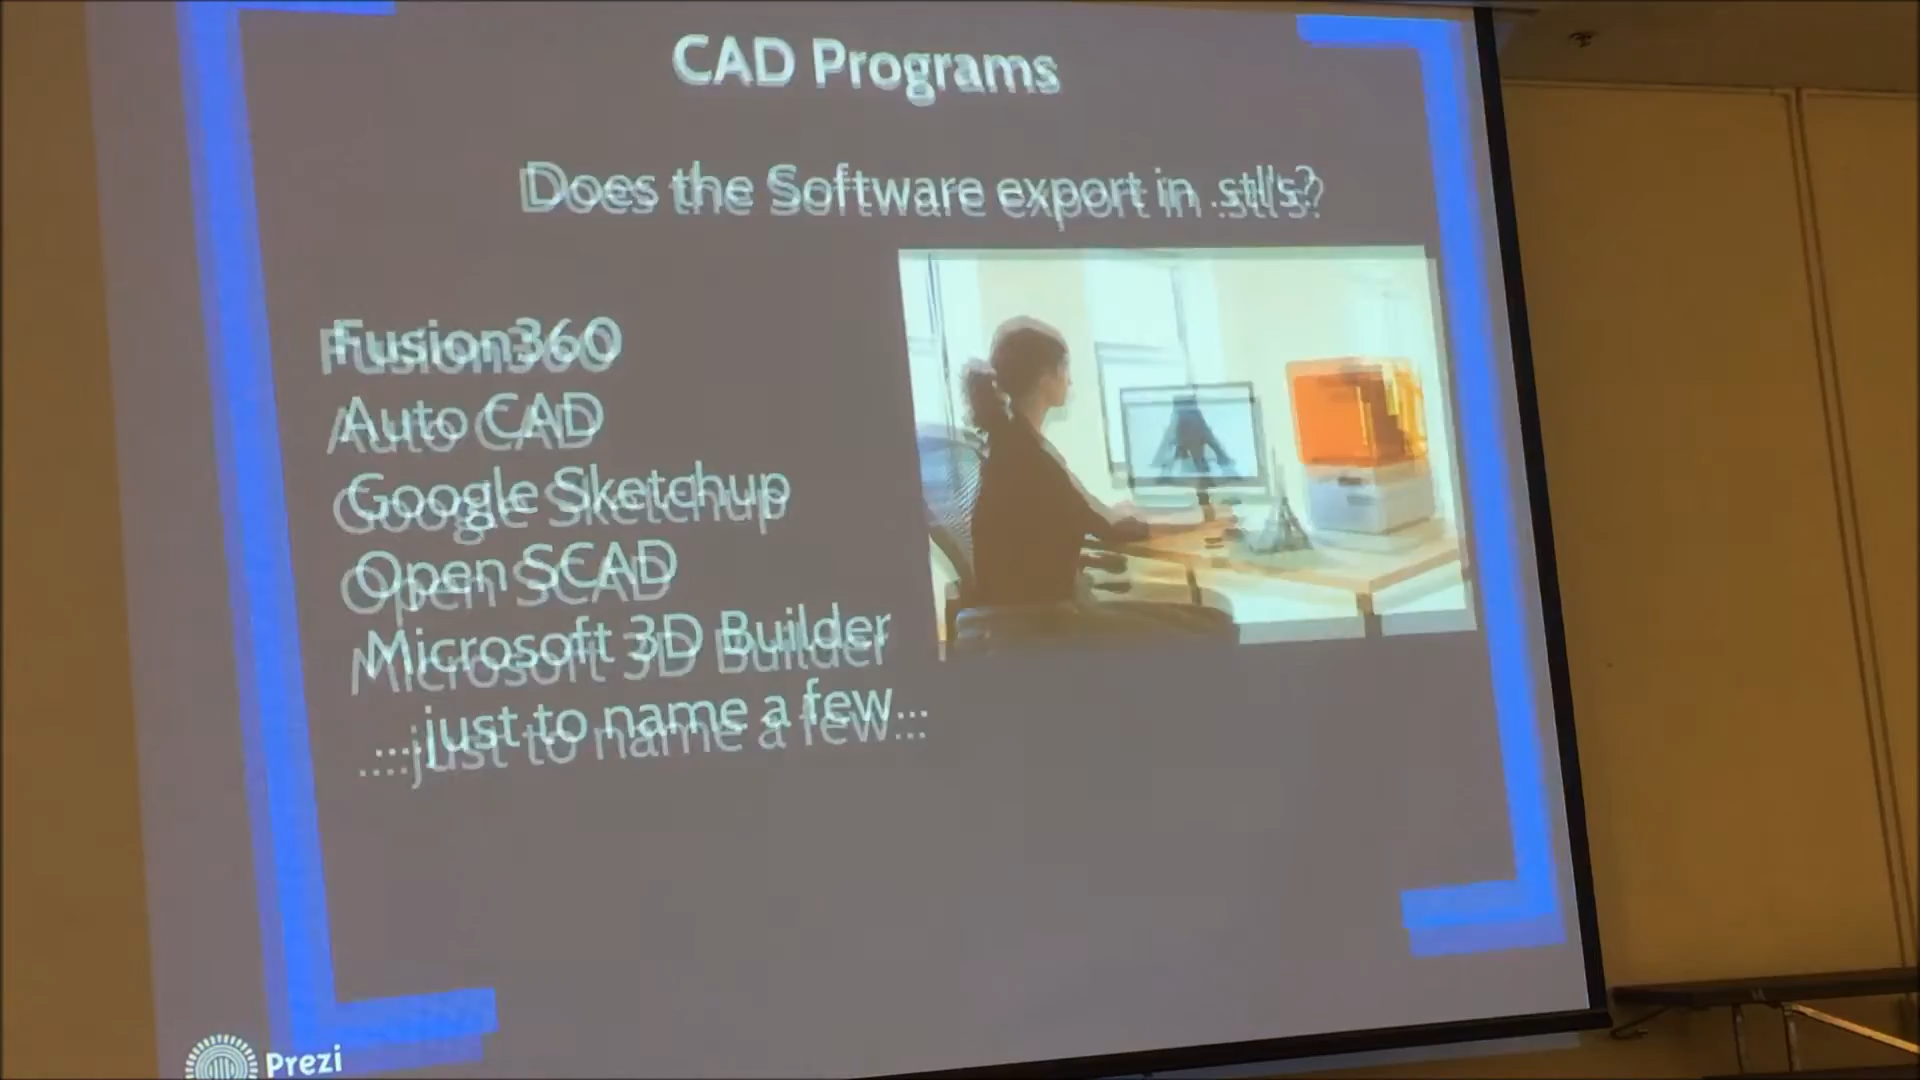 CAD Programs
Does the Software export in .stl's?
Fusion360
Auto CAD
Google Sketchup
Open SCAD
Microsoft 3D Builder
....just to name a few...
Prezi